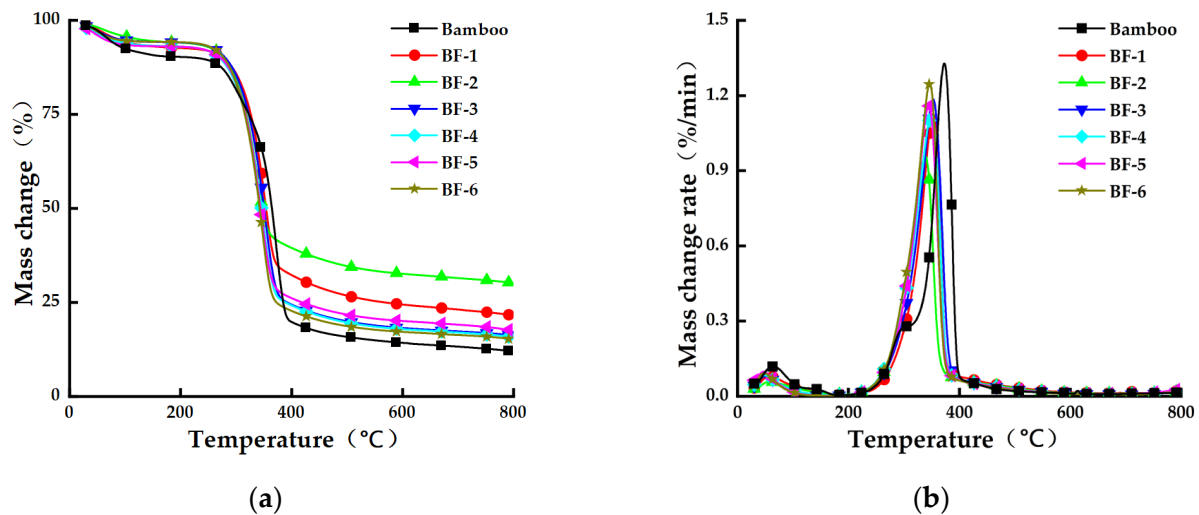 100
75
50
25
0
0
200
400
600
800
Mass change（%）
Temperature（℃）
Bamboo
BF-1
BF-2
BF-3
BF-4
BF-5
BF-6
(a)
1.5
1.2
0.9
0.6
0.3
0.0
0
200
400
600
800
Mass change rate（%/min）
Temperature（℃）
Bamboo
BF-1
BF-2
BF-3
BF-4
BF-5
BF-6
(b)